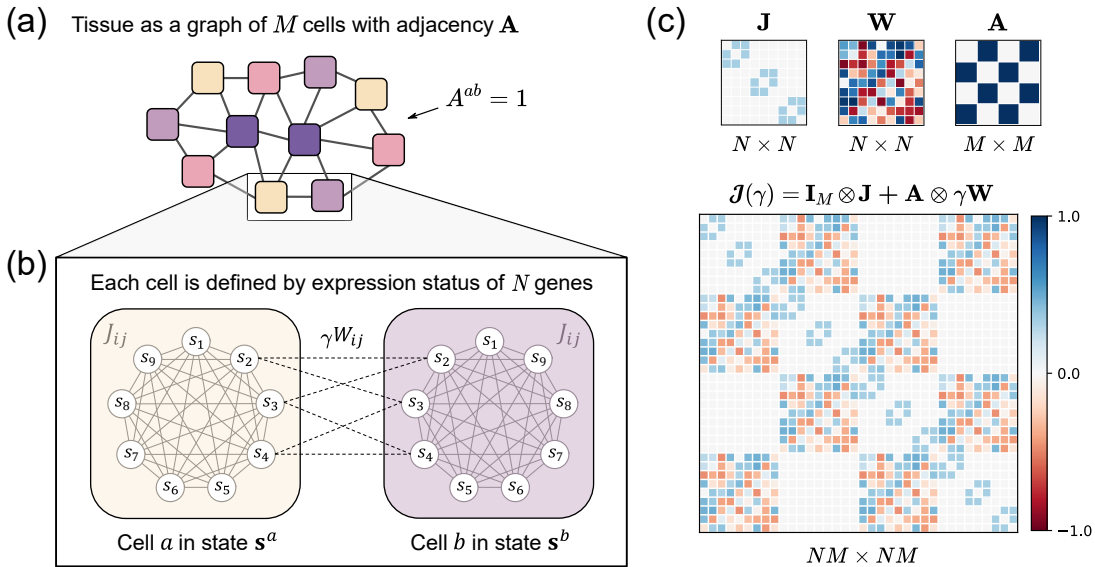 (a)
Tissue as a graph of M cells with adjacency A
A^{ab} = 1
(b)
Each cell is defined by expression status of N genes
J_{ij}
γW_{ij}
J_{ij}
s_1
s_2
s_3
s_4
s_5
s_6
s_7
s_8
s_9
s_1
s_9
s_8
s_7
s_6
s_5
s_4
s_3
s_2
Cell a in state s^a
Cell b in state s^b
(c)
J
W
A
N × N
N × N
M × M
𝓙(γ) = I_M ⊗ J + A ⊗ γW
1.0
0.0
−1.0
NM × NM